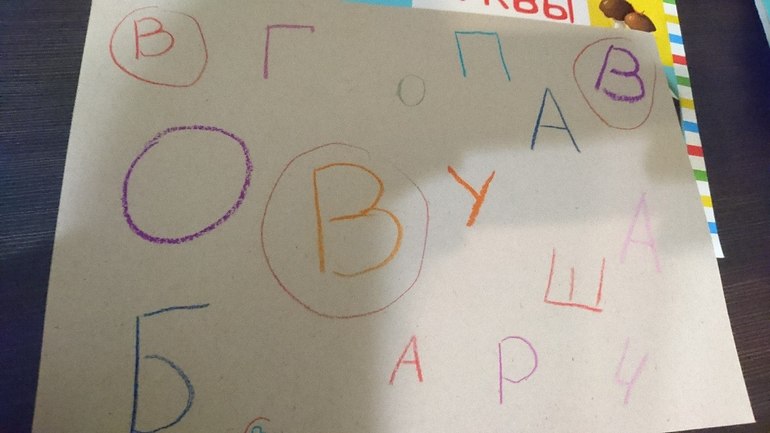 КВЫ
В Г П В
О А
О В У А
Ш
Б А Р Ч